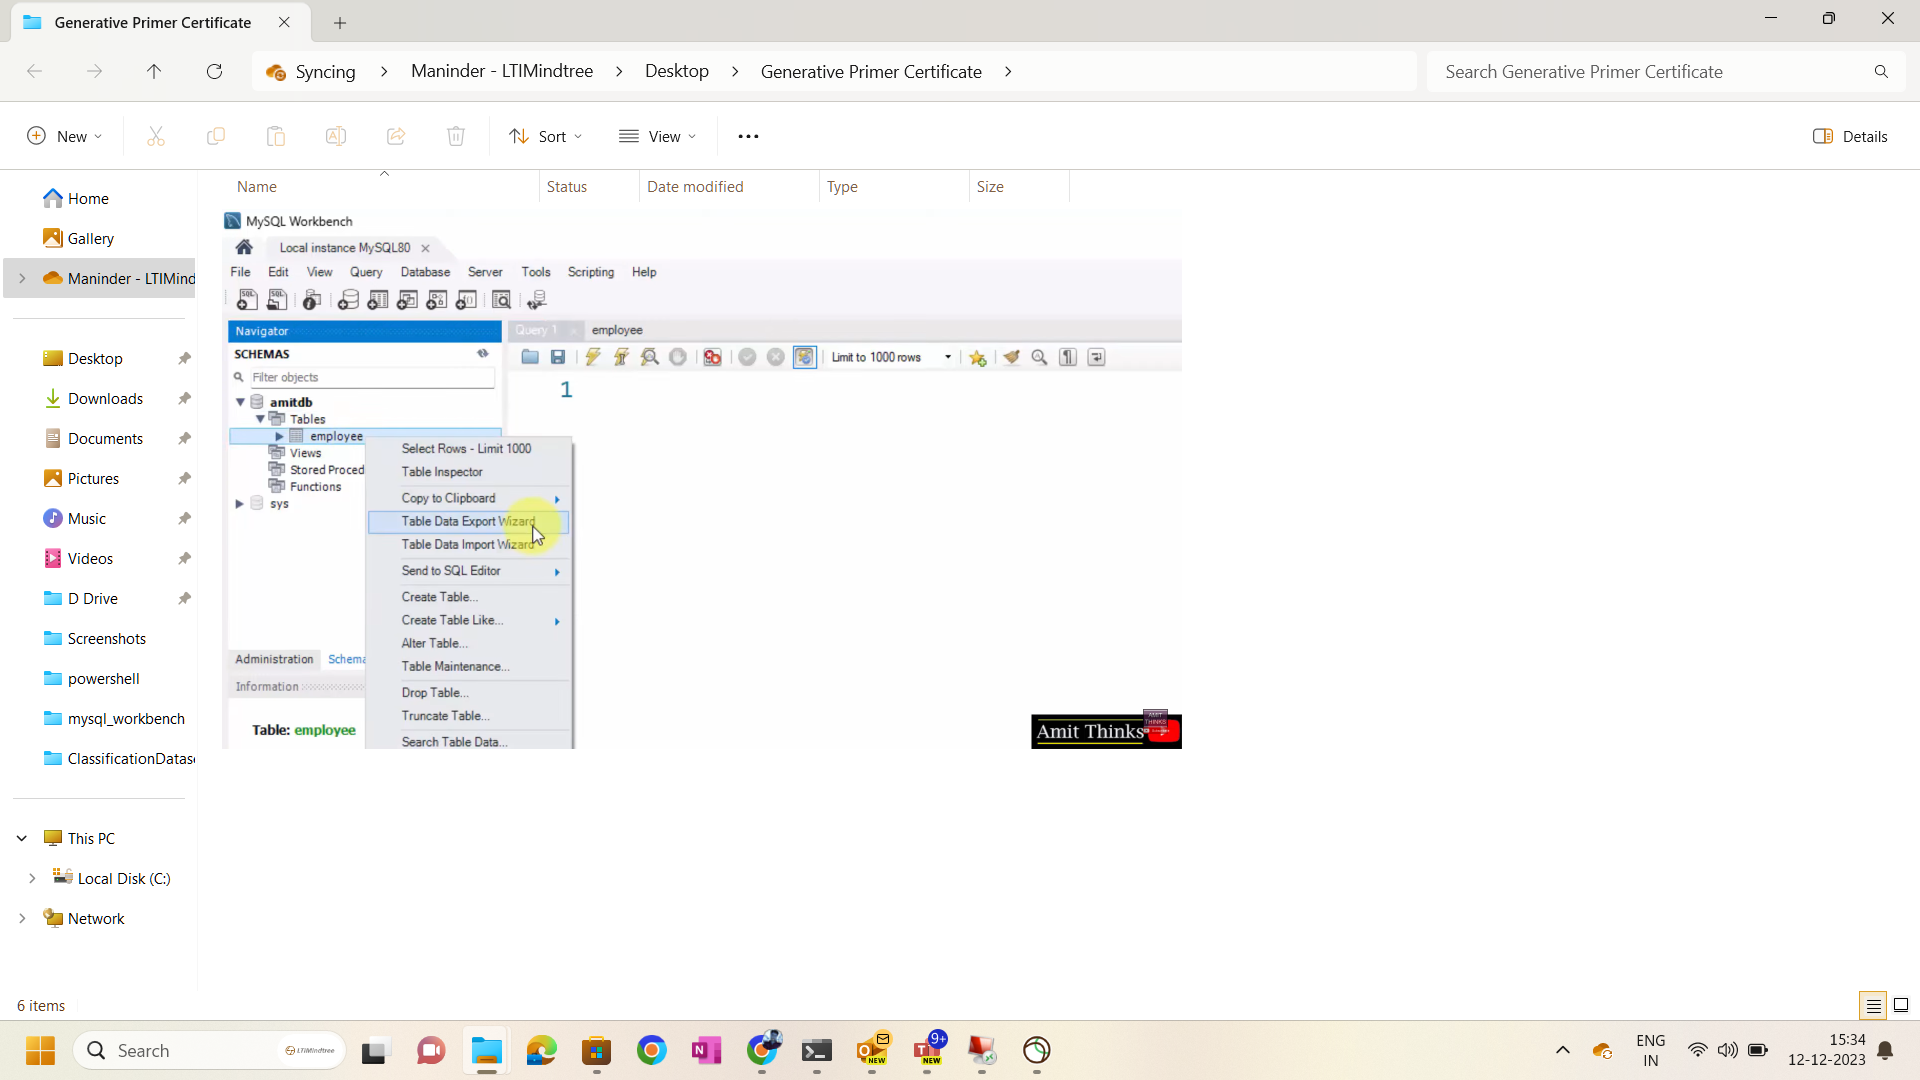 Generative Primer Certificate
Syncing > Maninder - LTIMindtree > Desktop > Generative Primer Certificate >
Search Generative Primer Certificate
New
Sort
View
Details
Name
Status
Date modified
Type
Size
Home
Gallery
Maninder - LTIMind
Desktop
Downloads
Documents
Pictures
Music
Videos
D Drive
Screenshots
powershell
mysql_workbench
ClassificationDatas
This PC
Local Disk (C:)
Network
6 items
MySQL Workbench
Local instance MySQL80
File Edit View Query Database Server Tools Scripting Help
Navigator
SCHEMAS
Filter objects
amitdb
Tables
employee
Views
Stored Proced
Functions
sys
Administration Schema
Information
Table: employee
Query 1
employee
Limit to 1000 rows
1
Select Rows - Limit 1000
Table Inspector
Copy to Clipboard
Table Data Export Wizard
Table Data Import Wizard
Send to SQL Editor
Create Table...
Create Table Like...
Alter Table...
Table Maintenance...
Drop Table...
Truncate Table...
Search Table Data...
Amit Thinks
AMIT
THINKS
Search
LTIMindtree
NEW
9+
NEW
ENG
IN
15:34
12-12-2023